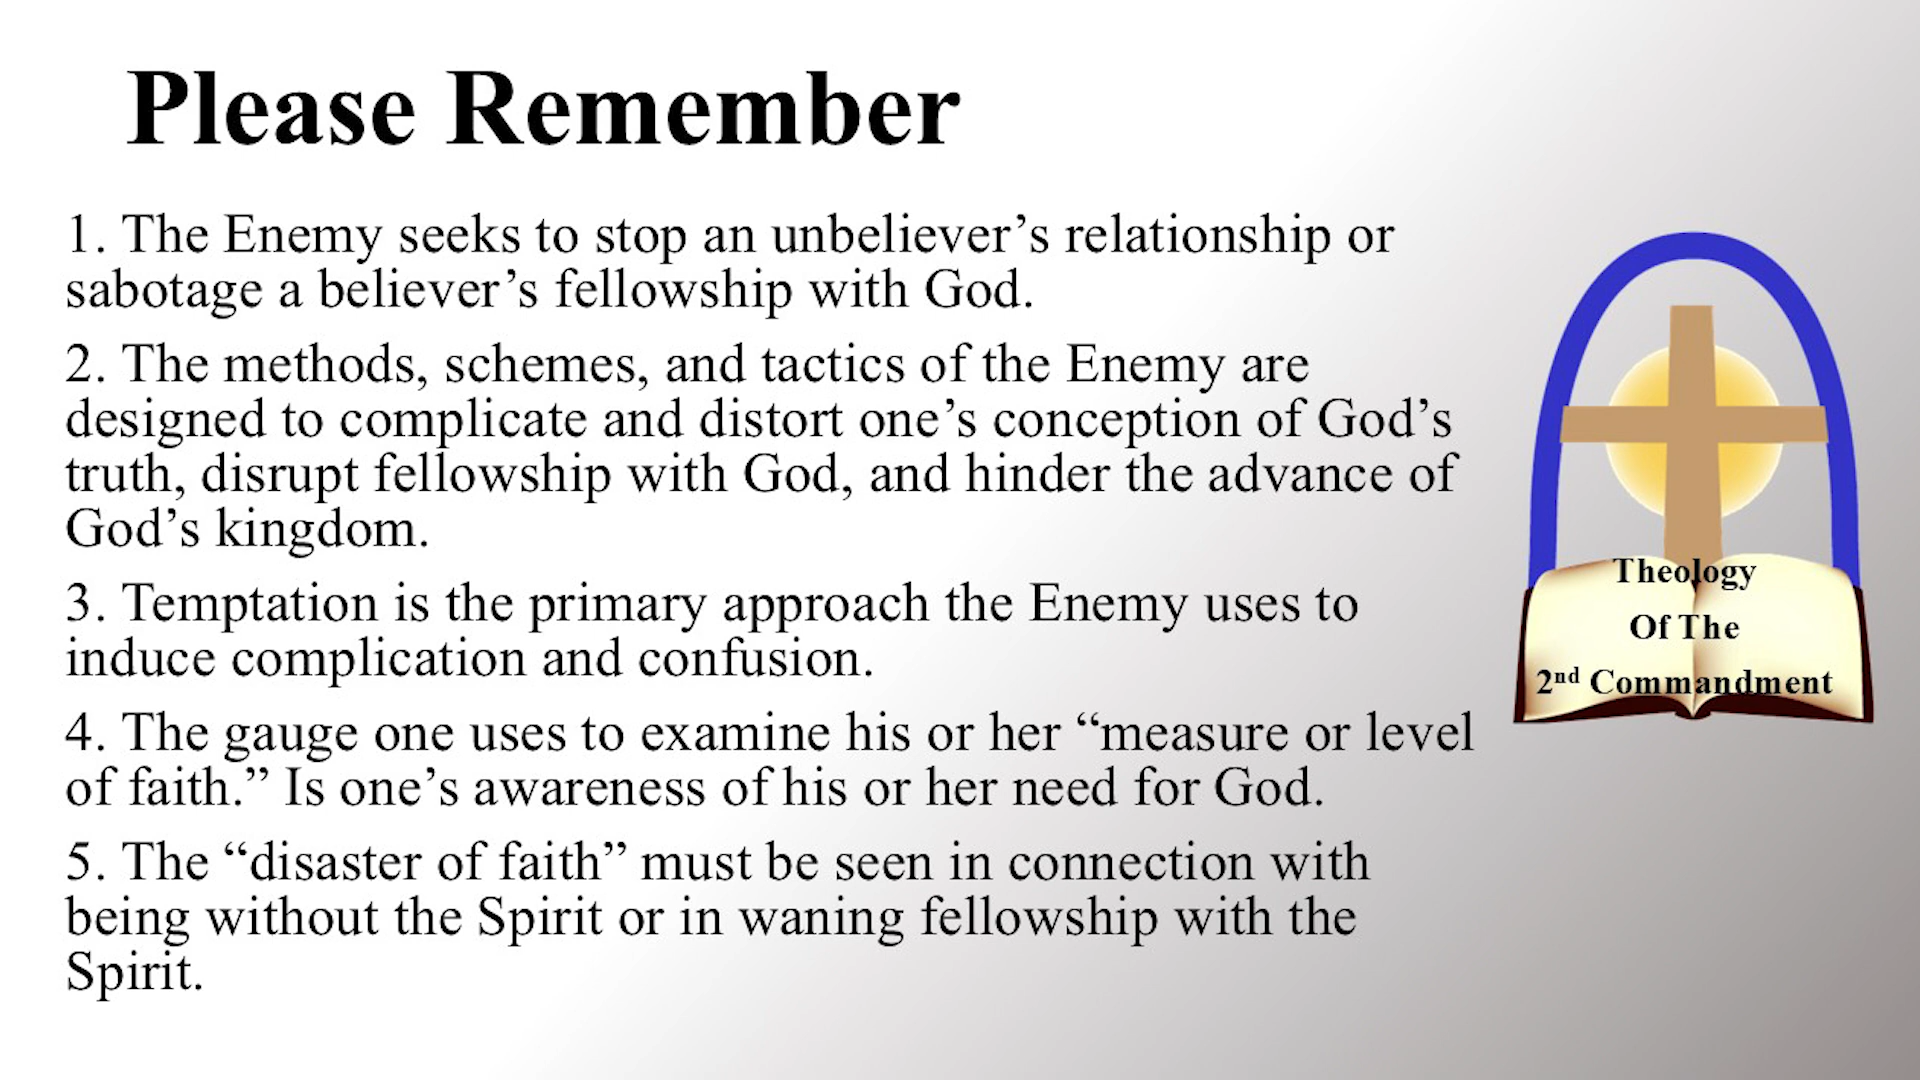 Please Remember
1. The Enemy seeks to stop an unbeliever’s relationship or
sabotage a believer’s fellowship with God.
2. The methods, schemes, and tactics of the Enemy are
designed to complicate and distort one’s conception of God’s
truth, disrupt fellowship with God, and hinder the advance of
God’s kingdom.
3. Temptation is the primary approach the Enemy uses to
induce complication and confusion.
4. The gauge one uses to examine his or her “measure or level
of faith.” Is one’s awareness of his or her need for God.
5. The “disaster of faith” must be seen in connection with
being without the Spirit or in waning fellowship with the
Spirit.
Theology
Of The
2nd Commandment